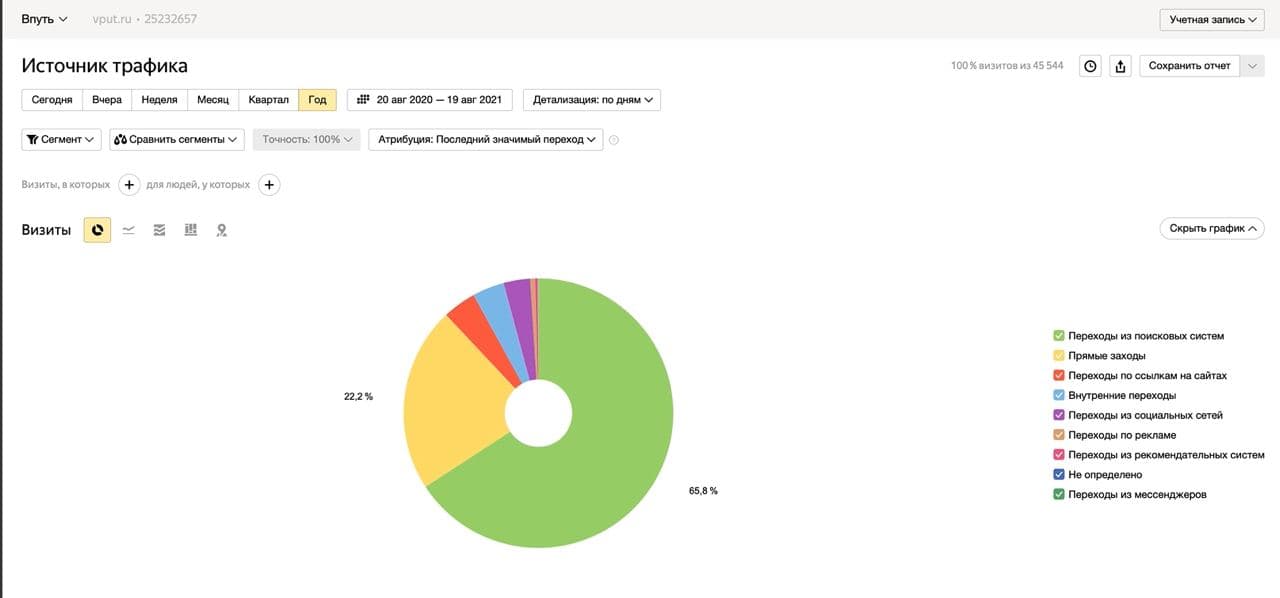 Впуть vput.ru • 25232657 Учетная запись
Источник трафика 100 % визитов из 45 544 Сохранить отчет
Сегодня Вчера Неделя Месяц Квартал Год 20 авг 2020 — 19 авг 2021 Детализация: по дням
Сегмент Сравнить сегменты Точность: 100% Атрибуция: Последний значимый переход ?
Визиты, в которых + для людей, у которых +
Визиты Скрыть график
22,2 %
65,8 %
Переходы из поисковых систем
Прямые заходы
Переходы по ссылкам на сайтах
Внутренние переходы
Переходы из социальных сетей
Переходы по рекламе
Переходы из рекомендательных систем
Не определено
Переходы из мессенджеров